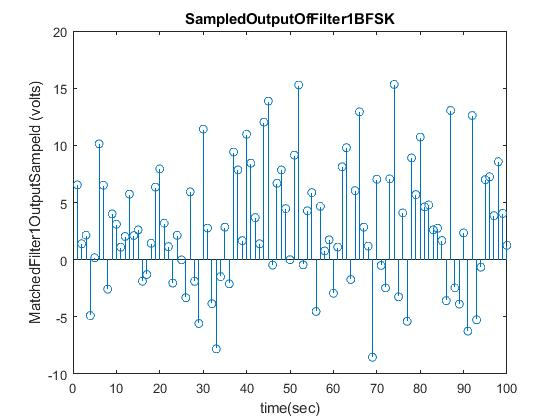 SampledOutputOfFilter1BFSK
MatchedFilter1OutputSampeld (volts)
20
15
10
5
0
-5
-10
0 10 20 30 40 50 60 70 80 90 100
time(sec)